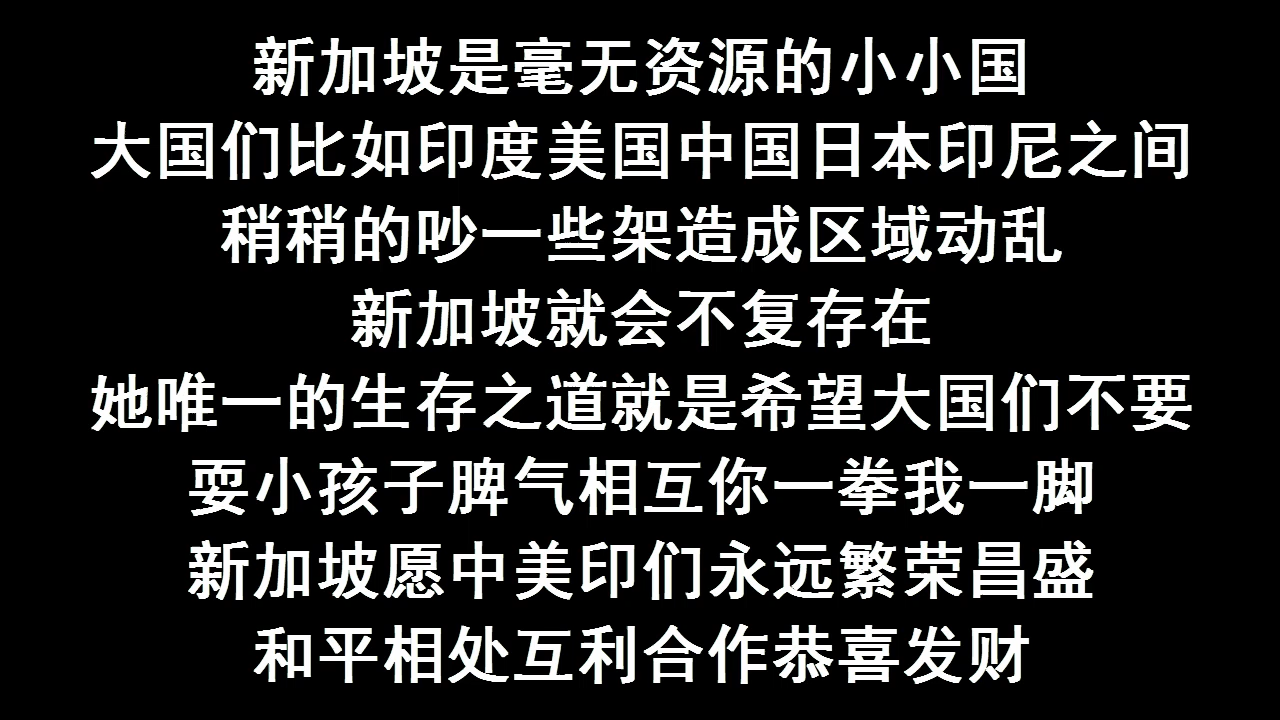 新加坡是毫无资源的小小国
大国们比如印度美国中国日本印尼之间
稍稍的吵一些架造成区域动乱
新加坡就会不复存在
她唯一的生存之道就是希望大国们不要
耍小孩子脾气相互你一拳我一脚
新加坡愿中美印们永远繁荣昌盛
和平相处互利合作恭喜发财